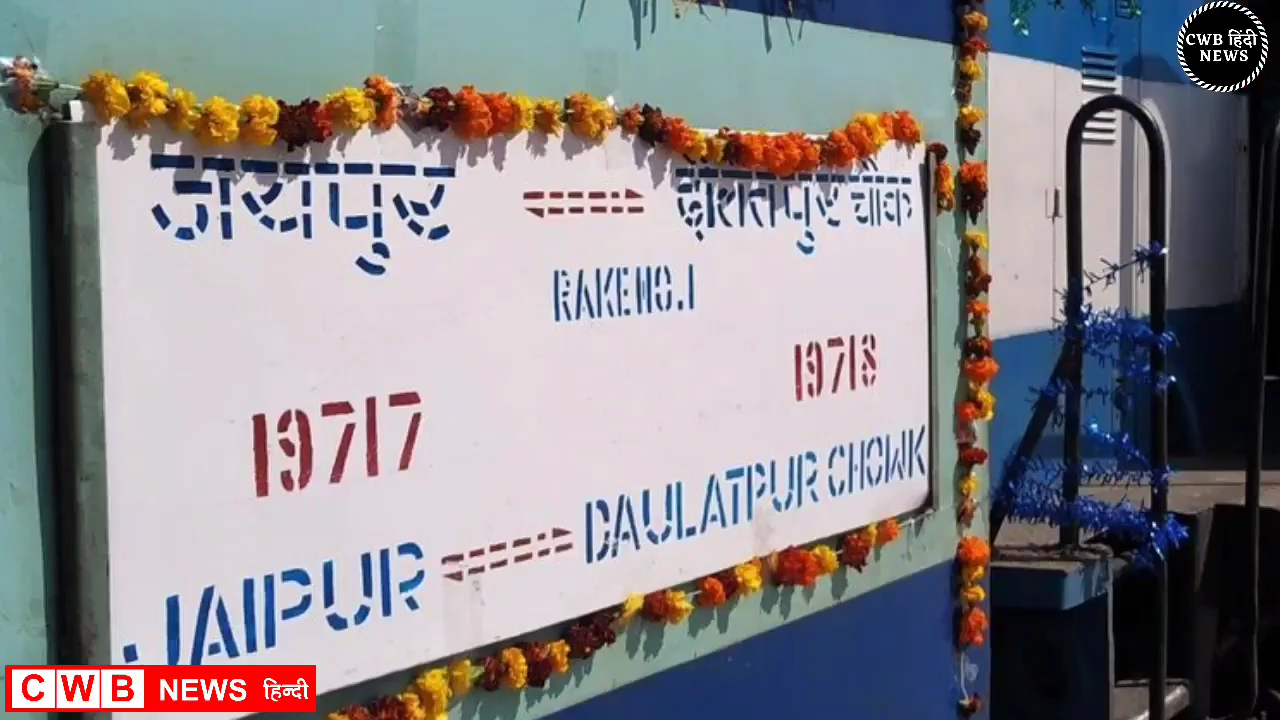 CWB हिंदी
NEWS
जयपुर दौलतपुर चौक
RAKE NO.1
19717 19718
JAIPUR DAULATPUR CHOWK
CWB NEWS हिन्दी